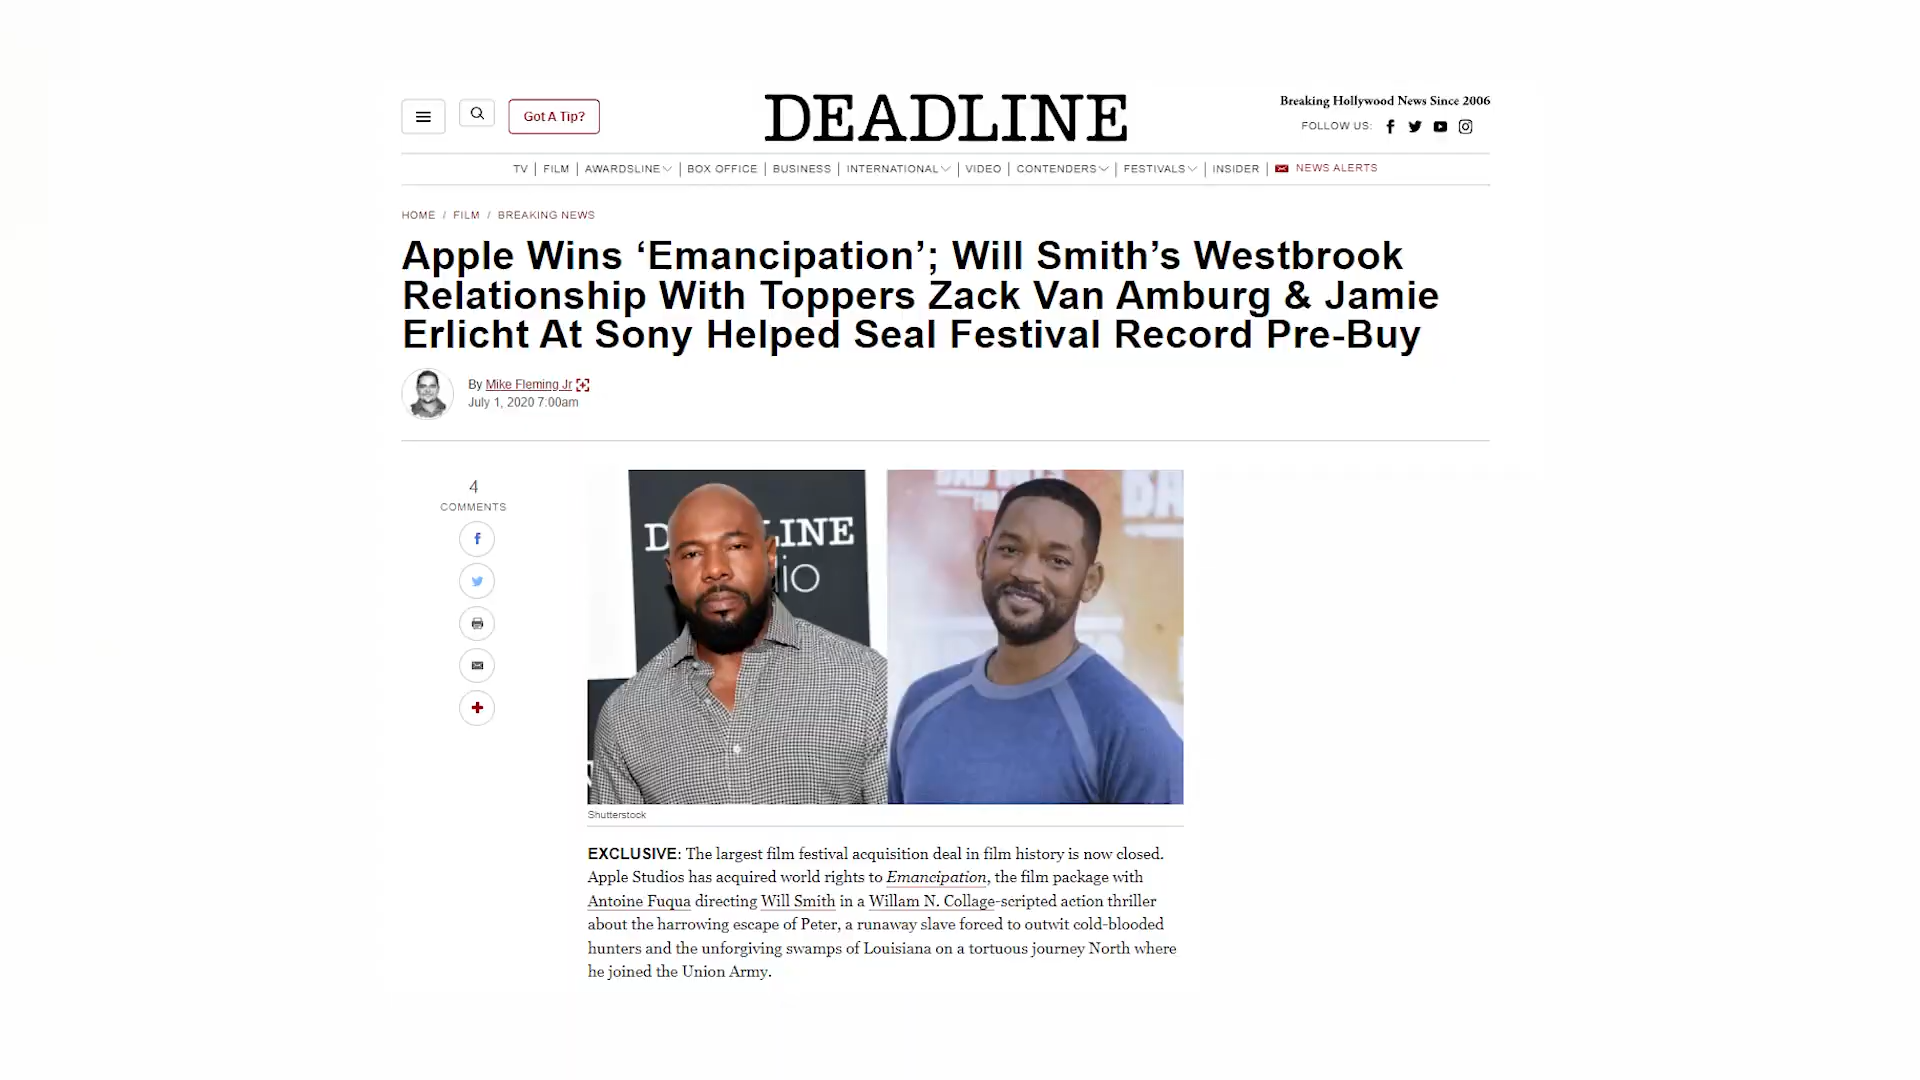 Got A Tip?
DEADLINE
Breaking Hollywood News Since 2006
FOLLOW US:
TV | FILM | AWARDSLINE | BOX OFFICE | BUSINESS | INTERNATIONAL | VIDEO | CONTENDERS | FESTIVALS | INSIDER | NEWS ALERTS
HOME / FILM / BREAKING NEWS
Apple Wins ‘Emancipation’; Will Smith’s Westbrook
Relationship With Toppers Zack Van Amburg & Jamie
Erlicht At Sony Helped Seal Festival Record Pre-Buy
By Mike Fleming Jr
July 1, 2020 7:00am
4
COMMENTS
Shutterstock
EXCLUSIVE: The largest film festival acquisition deal in film history is now closed.
Apple Studios has acquired world rights to Emancipation, the film package with
Antoine Fuqua directing Will Smith in a Willam N. Collage-scripted action thriller
about the harrowing escape of Peter, a runaway slave forced to outwit cold-blooded
hunters and the unforgiving swamps of Louisiana on a tortuous journey North where
he joined the Union Army.